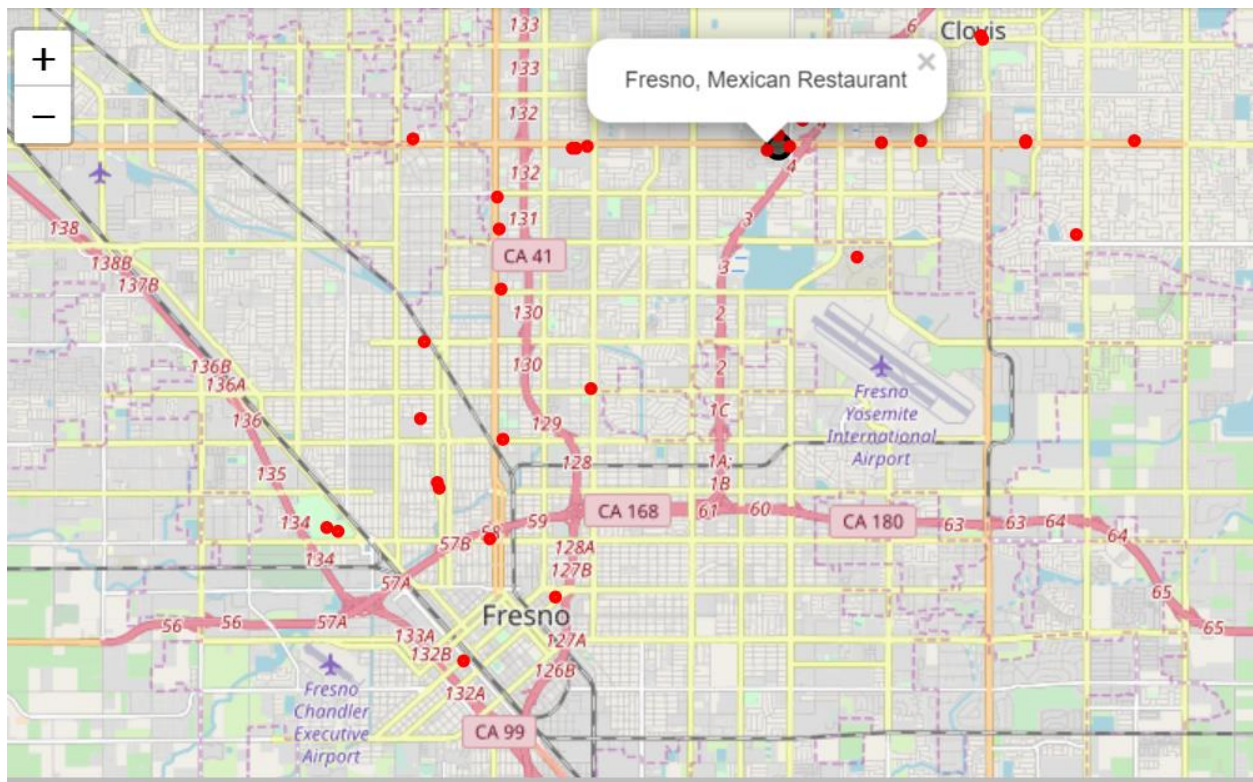 +
−
133
6
Clovis
×
133
Fresno, Mexican Restaurant
132
132
4
131
3
138
CA 41
138B
3
137B
130
2
130
136B
2
136A
Fresno
Yosemite
International
Airport
1C
136
129
135
128
1A;
1B
134
59
CA 168
61
60
CA 180
63
63
64
58
57B
64
134
128A
57A
127B
65
Fresno
56
56
57A
133A
127A
65
132B
126B
132A
Fresno
Chandler
Executive
Airport
CA 99